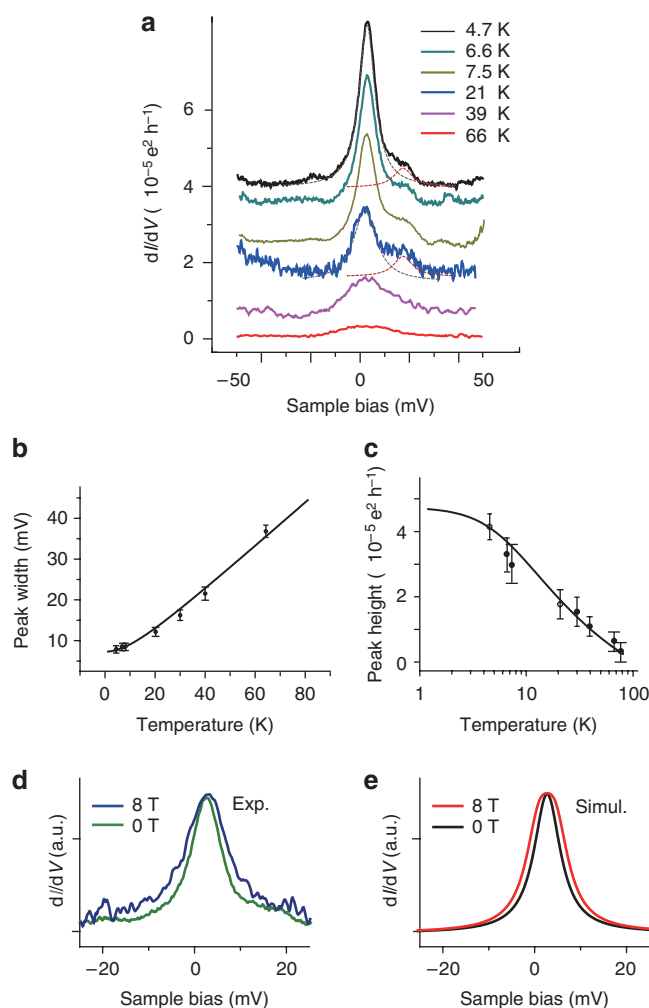 a
4.7 K
6.6 K
7.5 K
21 K
39 K
66 K
dI/dV ( 10⁻⁵ e² h⁻¹)
6
4
2
0
−50
0
50
Sample bias (mV)
b
Peak width (mV)
40
30
20
10
0
20
40
60
80
Temperature (K)
c
Peak height ( 10⁻⁵ e² h⁻¹)
4
2
0
1
10
100
Temperature (K)
d
8 T
0 T
Exp.
dI/dV (a.u.)
−20
0
20
Sample bias (mV)
e
8 T
0 T
Simul.
dI/dV (a.u.)
−20
0
20
Sample bias (mV)